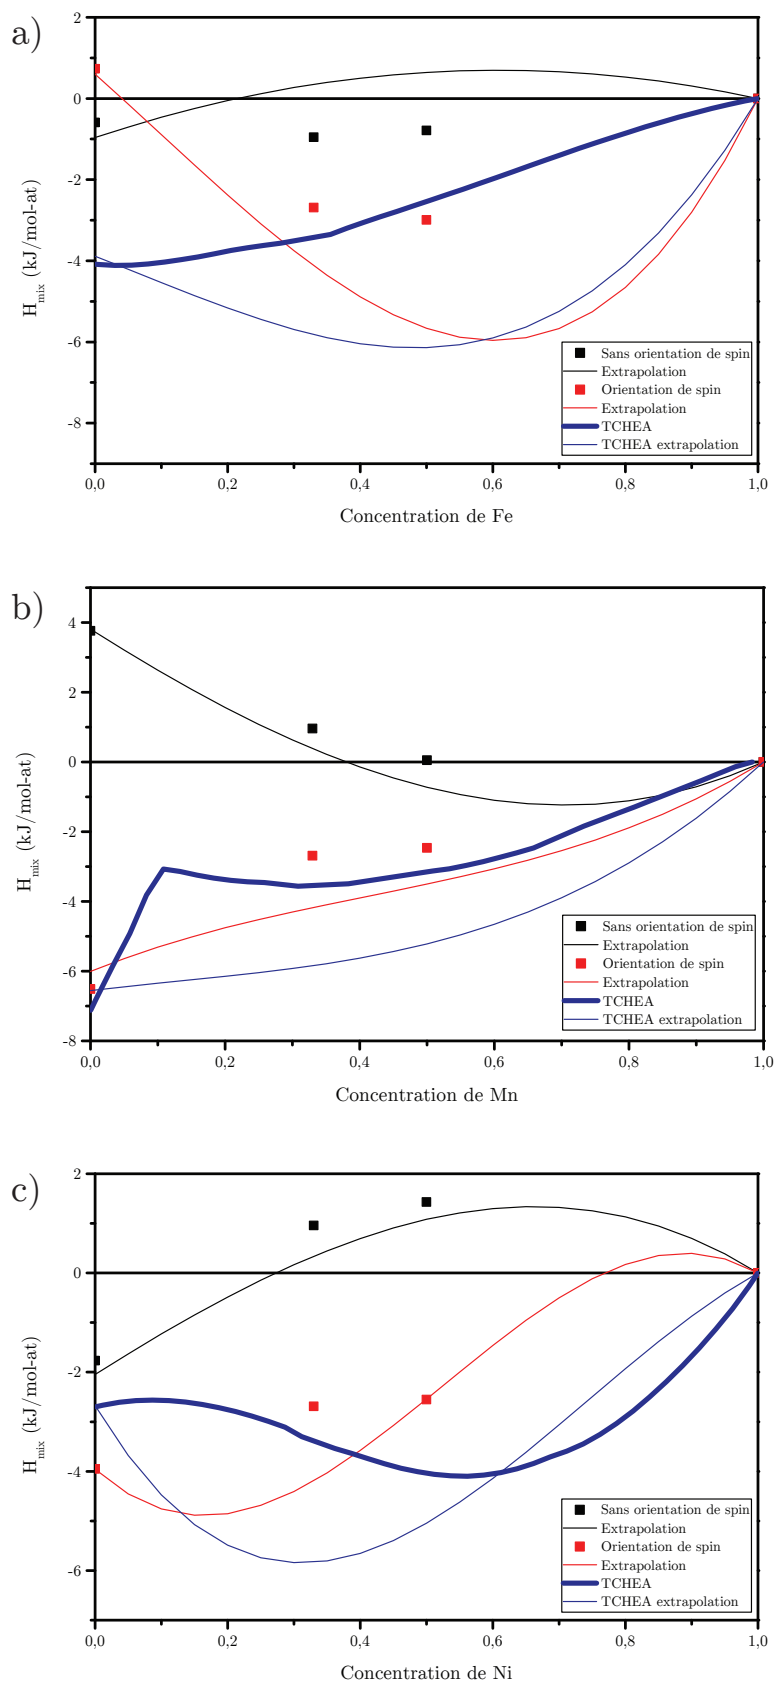 a)
2
0
-2
-4
-6
-8
H_mix (kJ/mol-at)
Sans orientation de spin
Extrapolation
Orientation de spin
Extrapolation
TCHEA
TCHEA extrapolation
0,0 0,2 0,4 0,6 0,8 1,0
Concentration de Fe
b)
4
2
0
-2
-4
-6
-8
H_mix (kJ/mol-at)
Sans orientation de spin
Extrapolation
Orientation de spin
Extrapolation
TCHEA
TCHEA extrapolation
0,0 0,2 0,4 0,6 0,8 1,0
Concentration de Mn
c)
2
0
-2
-4
-6
H_mix (kJ/mol-at)
Sans orientation de spin
Extrapolation
Orientation de spin
Extrapolation
TCHEA
TCHEA extrapolation
0,0 0,2 0,4 0,6 0,8 1,0
Concentration de Ni